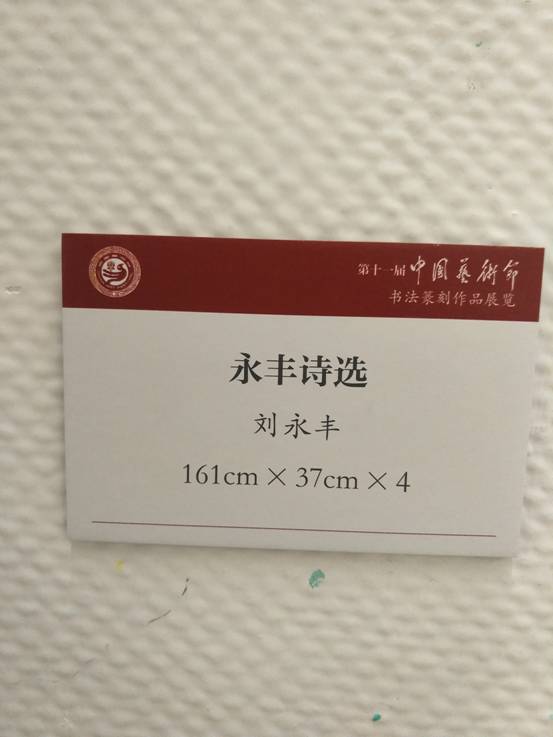 第十一届中国艺术节
书法篆刻作品展览
永丰诗选
刘永丰
161cm×37cm×4